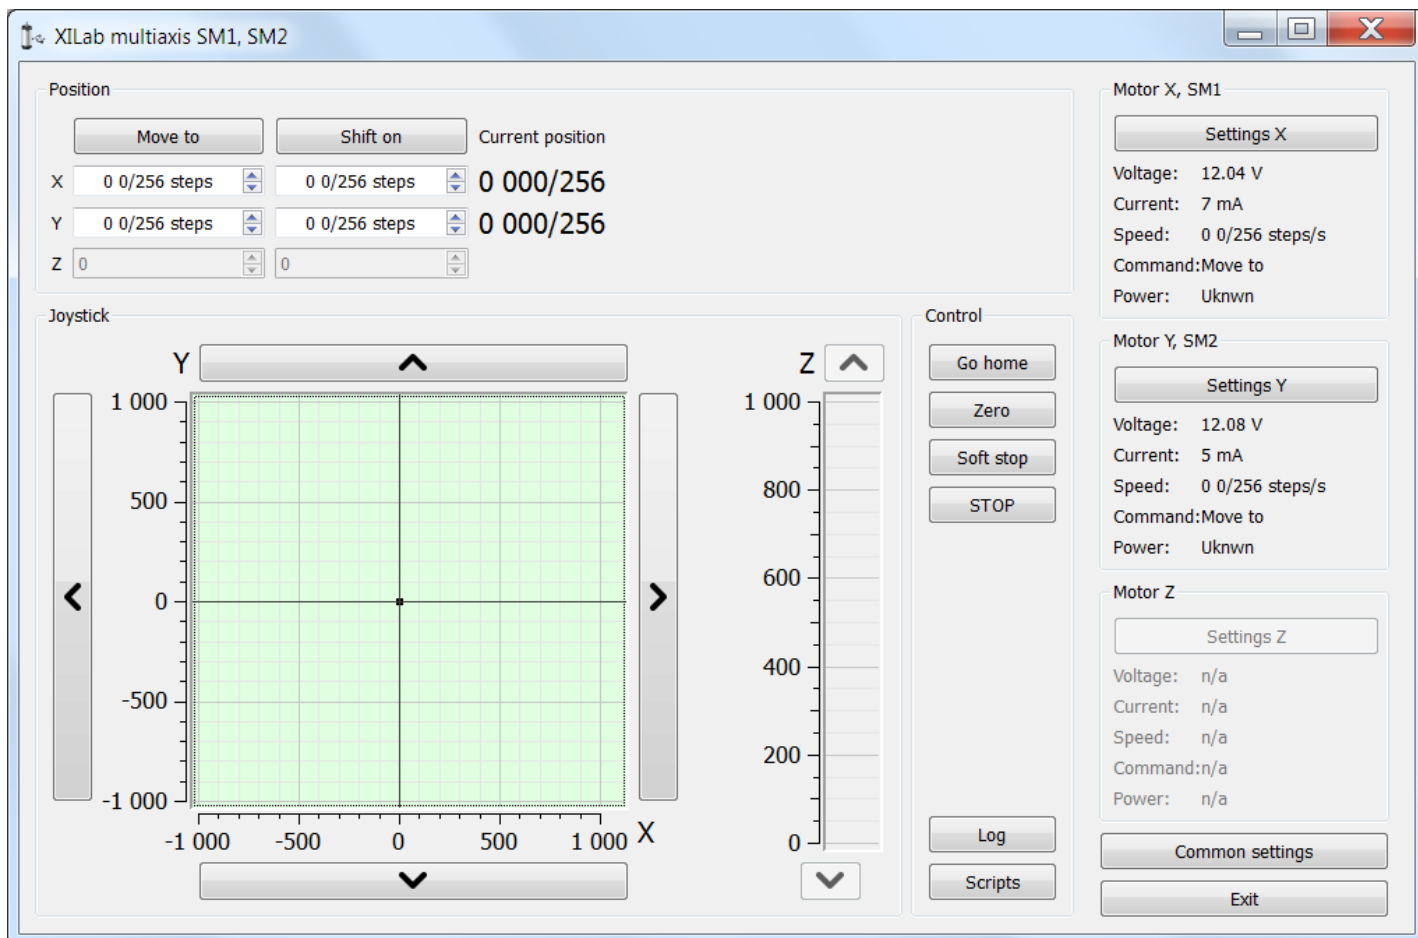 XILab multiaxis SM1, SM2
Position
Move to
Shift on
Current position
X
0 0/256 steps
0 0/256 steps
0 000/256
Y
0 0/256 steps
0 0/256 steps
0 000/256
Z
0
0
Joystick
Y
1 000
500
0
-500
-1 000
-1 000
-500
0
500
1 000
X
Z
1 000
800
600
400
200
0
Control
Go home
Zero
Soft stop
STOP
Log
Scripts
Motor X, SM1
Settings X
Voltage: 12.04 V
Current: 7 mA
Speed: 0 0/256 steps/s
Command:Move to
Power: Uknwn
Motor Y, SM2
Settings Y
Voltage: 12.08 V
Current: 5 mA
Speed: 0 0/256 steps/s
Command:Move to
Power: Uknwn
Motor Z
Settings Z
Voltage: n/a
Current: n/a
Speed: n/a
Command:n/a
Power: n/a
Common settings
Exit